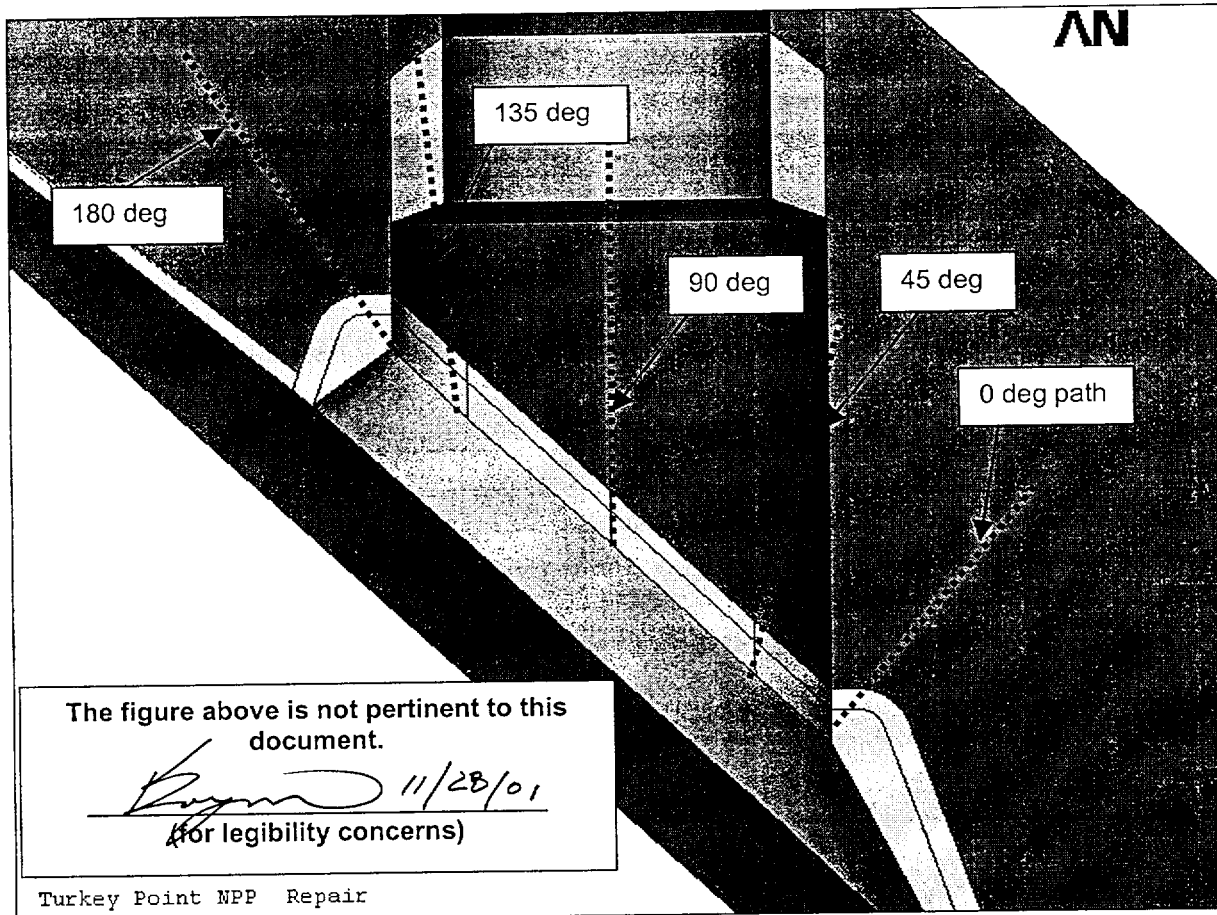 ΛN
135 deg
180 deg
90 deg
45 deg
0 deg path
The figure above is not pertinent to this
document.
11/28/01
(for legibility concerns)
Turkey Point NPP Repair